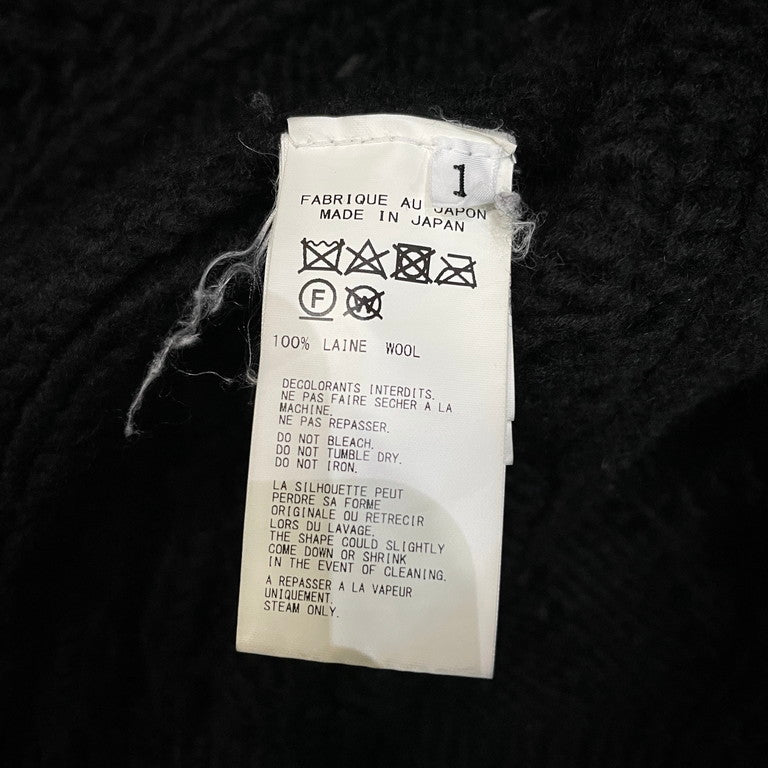 1
FABRIQUE AU JAPON
MADE IN JAPAN
F W
100% LAINE WOOL
DECOLORANTS INTERDITS.
NE PAS FAIRE SECHER A LA
MACHINE.
NE PAS REPASSER.
DO NOT BLEACH.
DO NOT TUMBLE DRY.
DO NOT IRON.
LA SILHOUETTE PEUT
PERDRE SA FORME
ORIGINALE OU RETRECIR
LORS DU LAVAGE.
THE SHAPE COULD SLIGHTLY
COME DOWN OR SHRINK
IN THE EVENT OF CLEANING.
A REPASSER A LA VAPEUR
UNIQUEMENT.
STEAM ONLY.